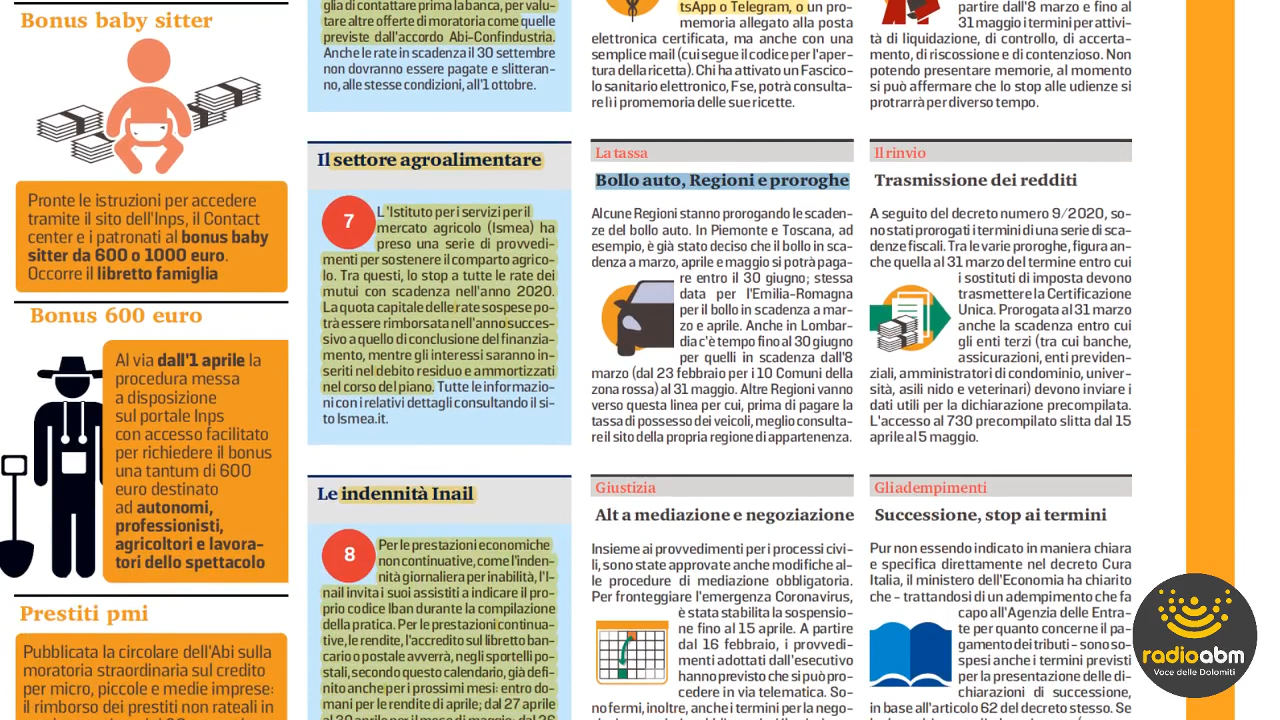 Bonus baby sitter
Pronte le istruzioni per accedere
tramite il sito dell'Inps, il Contact
center e i patronati al bonus baby
sitter da 600 o 1000 euro.
Occorre il libretto famiglia
Bonus 600 euro
Al via dall'1 aprile la
procedura messa
a disposizione
sul portale Inps
con accesso facilitato
per richiedere il bonus
una tantum di 600
euro destinato
ad autonomi,
professionisti,
agricoltori e lavora-
tori dello spettacolo
Prestiti pmi
Pubblicata la circolare dell'Abi sulla
moratoria straordinaria sul credito
per micro, piccole e medie imprese:
il rimborso dei prestiti non rateali in
glia di contattare prima la banca, per valu-
tare altre offerte di moratoria come quelle
previste dall'accordo Abi-Confindustria.
Anche le rate in scadenza il 30 settembre
non dovranno essere pagate e slitteran-
no, alle stesse condizioni, all'1 ottobre.
Il settore agroalimentare
7
L'Istituto per i servizi per il
mercato agricolo (Ismea) ha
preso una serie di provvedi-
menti per sostenere il comparto agrico-
lo. Tra questi, lo stop a tutte le rate dei
mutui con scadenza nell'anno 2020.
La quota capitale delle rate sospese po-
trà essere rimborsata nell'anno succes-
sivo a quello di conclusione del finanzia-
mento, mentre gli interessi saranno in-
seriti nel debito residuo e ammortizzati
nel corso del piano. Tutte le informazio-
ni con i relativi dettagli consultando il si-
to Ismea.it.
Le indennità Inail
8
Per le prestazioni economiche
non continuative, come l'inden-
nità giornaliera per inabilità, l'I-
nail invita i suoi assistiti a indicare il pro-
prio codice Iban durante la compilazione
della pratica. Per le prestazioni continua-
tive, le rendite, l'accredito sul libretto ban-
cario o postale avverrà, negli sportelli po-
stali, secondo questo calendario, già defi-
nito anche per i prossimi mesi: entro do-
mani per le rendite di aprile; dal 27 aprile
tsApp o Telegram, o un pro-
memoria allegato alla posta
elettronica certificata, ma anche con una
semplice mail (cui segue il codice per l'aper-
tura della ricetta). Chi ha attivato un Fascico-
lo sanitario elettronico, Fse, potrà consulta-
re lì i promemoria delle sue ricette.
La tassa
Bollo auto, Regioni e proroghe
Alcune Regioni stanno prorogando le scaden-
ze del bollo auto. In Piemonte e Toscana, ad
esempio, è già stato deciso che il bollo in sca-
denza a marzo, aprile e maggio si potrà paga-
re entro il 30 giugno; stessa
data per l'Emilia-Romagna
per il bollo in scadenza a mar-
zo e aprile. Anche in Lombar-
dia c'è tempo fino al 30 giugno
per quelli in scadenza dall'8
marzo (dal 23 febbraio per i 10 Comuni della
zona rossa) al 31 maggio. Altre Regioni vanno
verso questa linea per cui, prima di pagare la
tassa di possesso dei veicoli, meglio consulta-
re il sito della propria regione di appartenenza.
Giustizia
Alt a mediazione e negoziazione
Insieme ai provvedimenti per i processi civi-
li, sono state approvate anche modifiche al-
le procedure di mediazione obbligatoria.
Per fronteggiare l'emergenza Coronavirus,
è stata stabilita la sospensio-
ne fino al 15 aprile. A partire
dal 16 febbraio, i provvedi-
menti adottati dall'esecutivo
hanno previsto che si può pro-
cedere in via telematica. So-
no fermi, inoltre, anche i termini per la nego-
partire dall'8 marzo e fino al
31 maggio i termini per attivi-
tà di liquidazione, di controllo, di accerta-
mento, di riscossione e di contenzioso. Non
potendo presentare memorie, al momento
si può affermare che lo stop alle udienze si
protrarrà per diverso tempo.
Il rinvio
Trasmissione dei redditi
A seguito del decreto numero 9/2020, so-
no stati prorogati i termini di una serie di sca-
denze fiscali. Tra le varie proroghe, figura an-
che quella al 31 marzo del termine entro cui
i sostituti di imposta devono
trasmettere la Certificazione
Unica. Prorogata al 31 marzo
anche la scadenza entro cui
gli enti terzi (tra cui banche,
assicurazioni, enti previden-
ziali, amministratori di condominio, univer-
sità, asili nido e veterinari) devono inviare i
dati utili per la dichiarazione precompilata.
L'accesso al 730 precompilato slitta dal 15
aprile al 5 maggio.
Gli adempimenti
Successione, stop ai termini
Pur non essendo indicato in maniera chiara
e specifica direttamente nel decreto Cura
Italia, il ministero dell'Economia ha chiarito
che – trattandosi di un adempimento che fa
capo all'Agenzia delle Entra-
te per quanto concerne il pa-
gamento dei tributi – sono so-
spesi anche i termini previsti
per la presentazione delle di-
chiarazioni di successione,
in base all'articolo 62 del decreto stesso. Se
radioabm
Voce delle Dolomiti